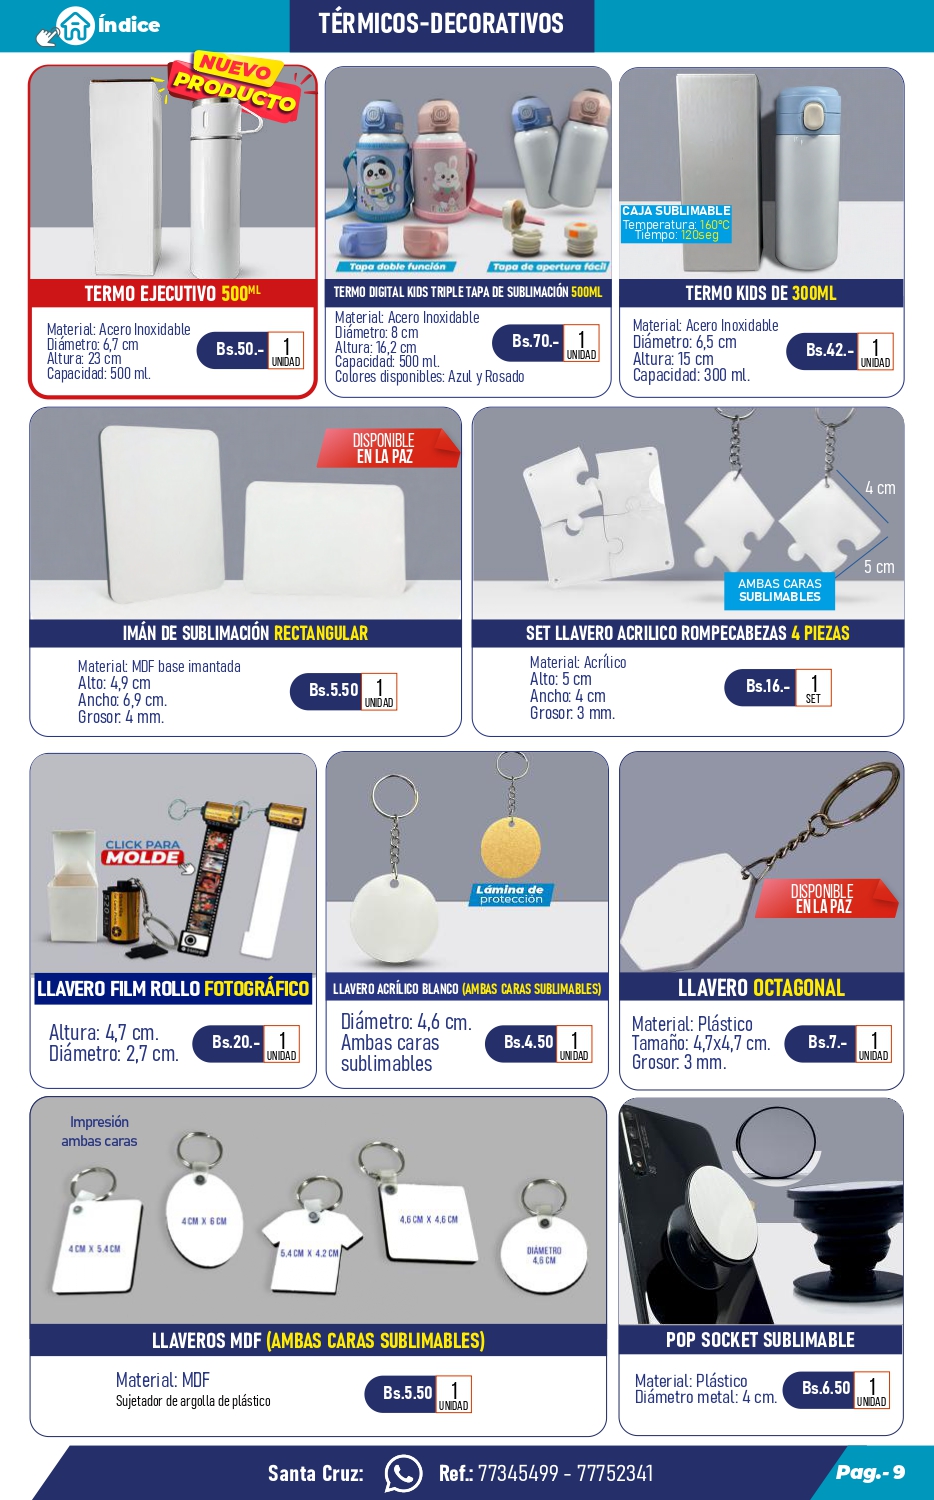 Índice
TÉRMICOS-DECORATIVOS
NUEVO
PRODUCTO
TERMO EJECUTIVO 500ML
Material: Acero Inoxidable
Diámetro: 6,7 cm
Altura: 23 cm
Capacidad: 500 ml.
Bs.50.-
1
UNIDAD
Tapa doble función
Tapa de apertura fácil
TERMO DIGITAL KIDS TRIPLE TAPA DE SUBLIMACIÓN 500ML
Material: Acero Inoxidable
Diámetro: 8 cm
Altura: 16,2 cm
Capacidad: 500 ml.
Colores disponibles: Azul y Rosado
Bs.70.-
1
UNIDAD
CAJA SUBLIMABLE
Temperatura: 160°C
Tiempo: 120seg
TERMO KIDS DE 300ML
Material: Acero Inoxidable
Diámetro: 6,5 cm
Altura: 15 cm
Capacidad: 300 ml.
Bs.42.-
1
UNIDAD
DISPONIBLE
EN LA PAZ
IMÁN DE SUBLIMACIÓN RECTANGULAR
Material: MDF base imantada
Alto: 4,9 cm
Ancho: 6,9 cm.
Grosor: 4 mm.
Bs.5.50
1
UNIDAD
4 cm
5 cm
AMBAS CARAS
SUBLIMABLES
SET LLAVERO ACRILICO ROMPECABEZAS 4 PIEZAS
Material: Acrílico
Alto: 5 cm
Ancho: 4 cm
Grosor: 3 mm.
Bs.16.-
1
SET
CLICK PARA
MOLDE
LLAVERO FILM ROLLO FOTOGRÁFICO
Altura: 4,7 cm.
Diámetro: 2,7 cm.
Bs.20.-
1
UNIDAD
Lámina de
protección
LLAVERO ACRÍLICO BLANCO (AMBAS CARAS SUBLIMABLES)
Diámetro: 4,6 cm.
Ambas caras
sublimables
Bs.4.50
1
UNIDAD
DISPONIBLE
EN LA PAZ
LLAVERO OCTAGONAL
Material: Plástico
Tamaño: 4,7x4,7 cm.
Grosor: 3 mm.
Bs.7.-
1
UNIDAD
Impresión
ambas caras
4 CM X 5.4 CM
4 CM X 6 CM
5,4 CM X 4.2 CM
4,6 CM X 4,6 CM
DIÁMETRO
4,6 CM
LLAVEROS MDF (AMBAS CARAS SUBLIMABLES)
Material: MDF
Sujetador de argolla de plástico
Bs.5.50
1
UNIDAD
POP SOCKET SUBLIMABLE
Material: Plástico
Diámetro metal: 4 cm.
Bs.6.50
1
UNIDAD
Santa Cruz:
Ref.: 77345499 - 77752341
Pag.- 9